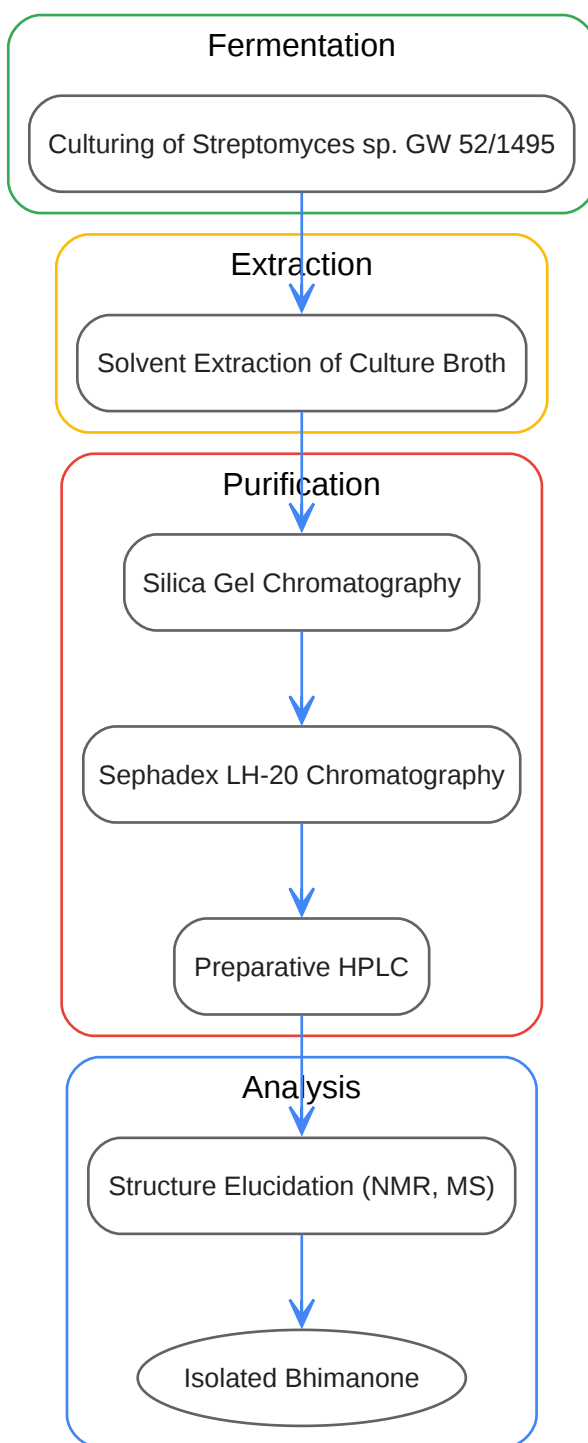 Fermentation
Culturing of Streptomyces sp. GW 52/1495
Extraction
Solvent Extraction of Culture Broth
Purification
Silica Gel Chromatography
Sephadex LH-20 Chromatography
Preparative HPLC
Analysis
Structure Elucidation (NMR, MS)
Isolated Bhimanone